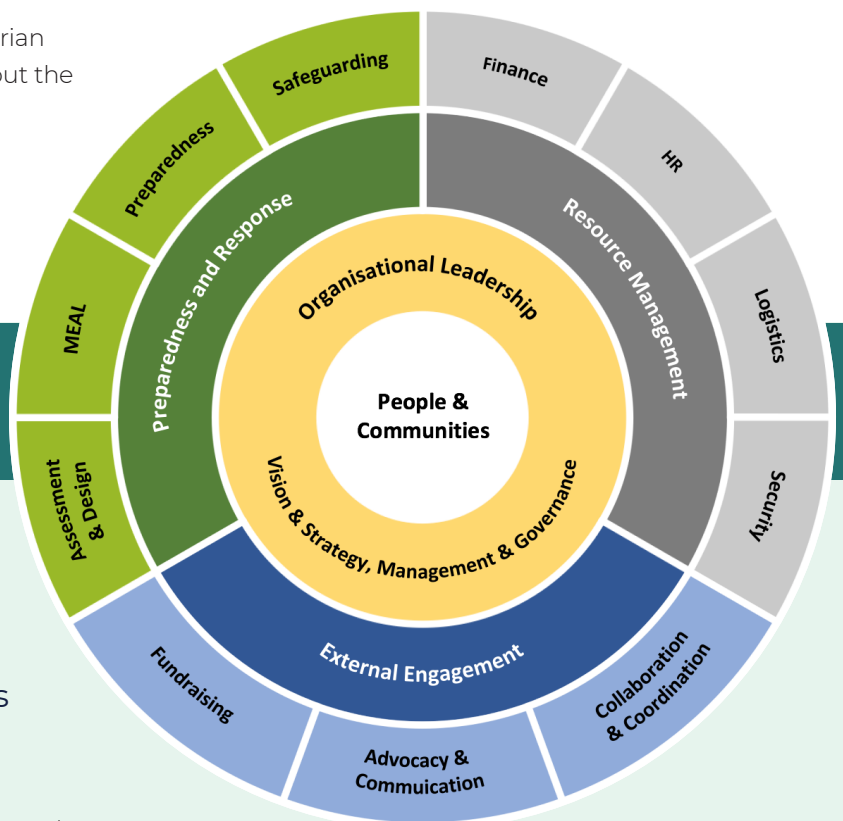 rian
out the
Safeguarding
Finance
Preparedness
HR
Preparedness and Response
Resource Management
Organisational Leadership
MEAL
Logistics
People &
Communities
Vision & Strategy, Management & Governance
Assessment
& Design
Security
External Engagement
Fundraising
Collaboration
& Coordination
s
Advocacy &
Commuication